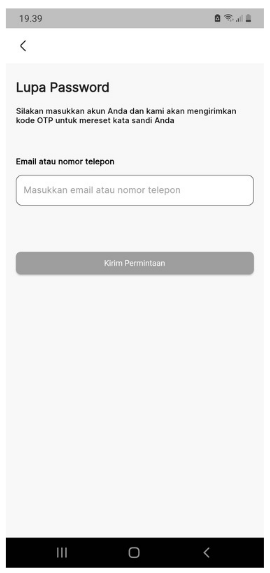 19.39
Lupa Password
Silakan masukkan akun Anda dan kami akan mengirimkan
kode OTP untuk mereset kata sandi Anda
Email atau nomor telepon
Masukkan email atau nomor telepon
Kirim Permintaan